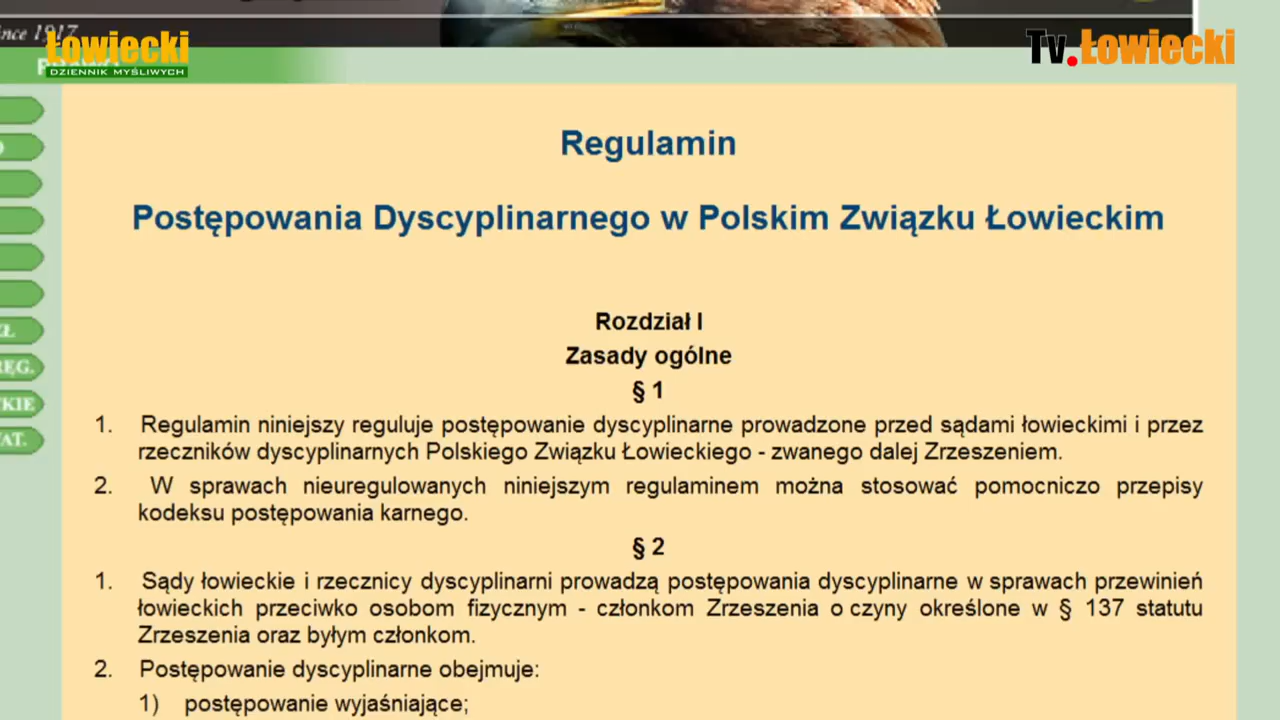 ince 1917
Łowiecki
DZIENNIK MYŚLIWYCH
Tv.Łowiecki
Regulamin
Postępowania Dyscyplinarnego w Polskim Związku Łowieckim
Rozdział I
Zasady ogólne
§ 1
1. Regulamin niniejszy reguluje postępowanie dyscyplinarne prowadzone przed sądami łowieckimi i przez
rzeczników dyscyplinarnych Polskiego Związku Łowieckiego - zwanego dalej Zrzeszeniem.
2. W sprawach nieuregulowanych niniejszym regulaminem można stosować pomocniczo przepisy
kodeksu postępowania karnego.
§ 2
1. Sądy łowieckie i rzecznicy dyscyplinarni prowadzą postępowania dyscyplinarne w sprawach przewinień
łowieckich przeciwko osobom fizycznym - członkom Zrzeszenia o czyny określone w § 137 statutu
Zrzeszenia oraz byłym członkom.
2. Postępowanie dyscyplinarne obejmuje:
1) postępowanie wyjaśniające;